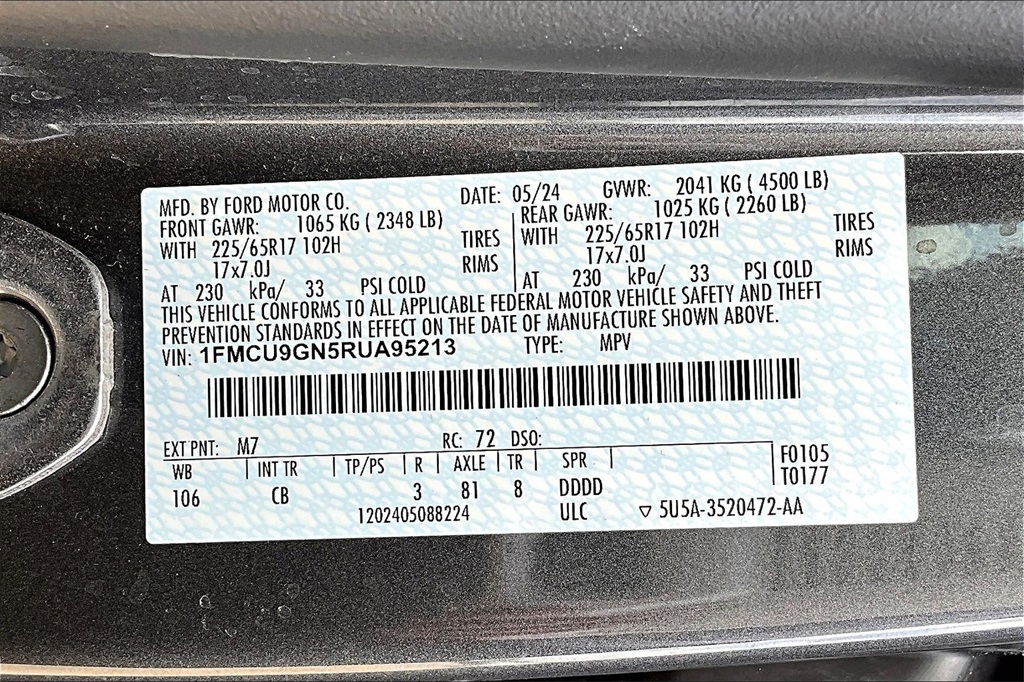 MFD. BY FORD MOTOR CO. DATE: 05/24 GVWR: 2041 KG ( 4500 LB)
FRONT GAWR: 1065 KG ( 2348 LB) REAR GAWR: 1025 KG ( 2260 LB)
WITH 225/65R17 102H TIRES WITH 225/65R17 102H TIRES
17x7.0J RIMS 17x7.0J RIMS
AT 230 kPa/ 33 PSI COLD AT 230 kPa/ 33 PSI COLD
THIS VEHICLE CONFORMS TO ALL APPLICABLE FEDERAL MOTOR VEHICLE SAFETY AND THEFT
PREVENTION STANDARDS IN EFFECT ON THE DATE OF MANUFACTURE SHOWN ABOVE.
VIN: 1FMCU9GN5RUA95213 TYPE: MPV
EXT PNT: M7 RC: 72 DSO:
WB INT TR TP/PS R AXLE TR SPR F0105
106 CB 3 81 8 DDDD T0177
1202405088224 ULC ▽ 5U5A-3520472-AA